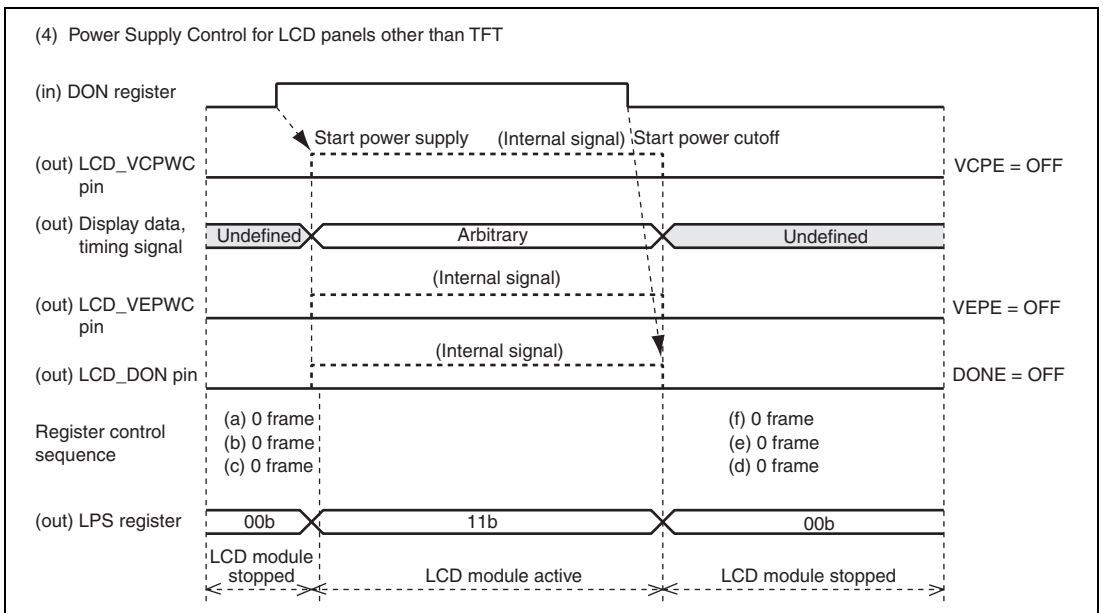 (4) Power Supply Control for LCD panels other than TFT
(in) DON register
Start power supply (Internal signal) Start power cutoff
(out) LCD_VCPWC
pin
VCPE = OFF
(out) Display data,
timing signal
Undefined Arbitrary Undefined
(Internal signal)
(out) LCD_VEPWC
pin
VEPE = OFF
(Internal signal)
(out) LCD_DON pin
DONE = OFF
Register control
sequence
(a) 0 frame
(b) 0 frame
(c) 0 frame
(f) 0 frame
(e) 0 frame
(d) 0 frame
(out) LPS register
00b 11b 00b
LCD module
stopped
LCD module active
LCD module stopped